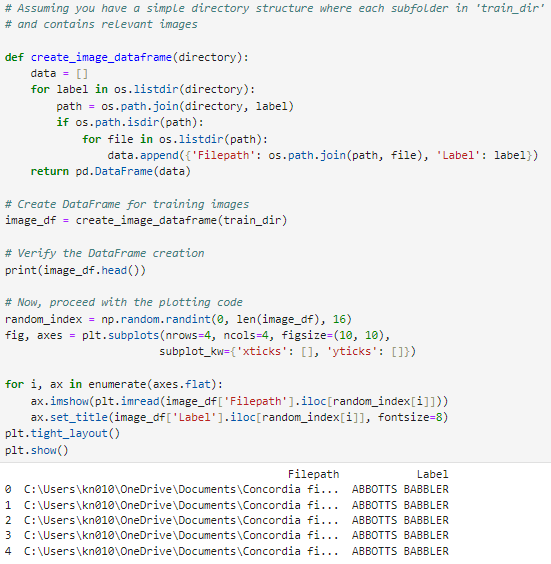 # Assuming you have a simple directory structure where each subfolder in 'train_dir'
# and contains relevant images
def create_image_dataframe(directory):
    data = []
    for label in os.listdir(directory):
        path = os.path.join(directory, label)
        if os.path.isdir(path):
            for file in os.listdir(path):
                data.append({'Filepath': os.path.join(path, file), 'Label': label})
    return pd.DataFrame(data)
# Create DataFrame for training images
image_df = create_image_dataframe(train_dir)
# Verify the DataFrame creation
print(image_df.head())
# Now, proceed with the plotting code
random_index = np.random.randint(0, len(image_df), 16)
fig, axes = plt.subplots(nrows=4, ncols=4, figsize=(10, 10),
                        subplot_kw={'xticks': [], 'yticks': []})
for i, ax in enumerate(axes.flat):
    ax.imshow(plt.imread(image_df['Filepath'].iloc[random_index[i]]))
    ax.set_title(image_df['Label'].iloc[random_index[i]], fontsize=8)
plt.tight_layout()
plt.show()
Filepath Label
0 C:\Users\kn010\OneDrive\Documents\Concordia fi... ABBOTTS BABBLER
1 C:\Users\kn010\OneDrive\Documents\Concordia fi... ABBOTTS BABBLER
2 C:\Users\kn010\OneDrive\Documents\Concordia fi... ABBOTTS BABBLER
3 C:\Users\kn010\OneDrive\Documents\Concordia fi... ABBOTTS BABBLER
4 C:\Users\kn010\OneDrive\Documents\Concordia fi... ABBOTTS BABBLER